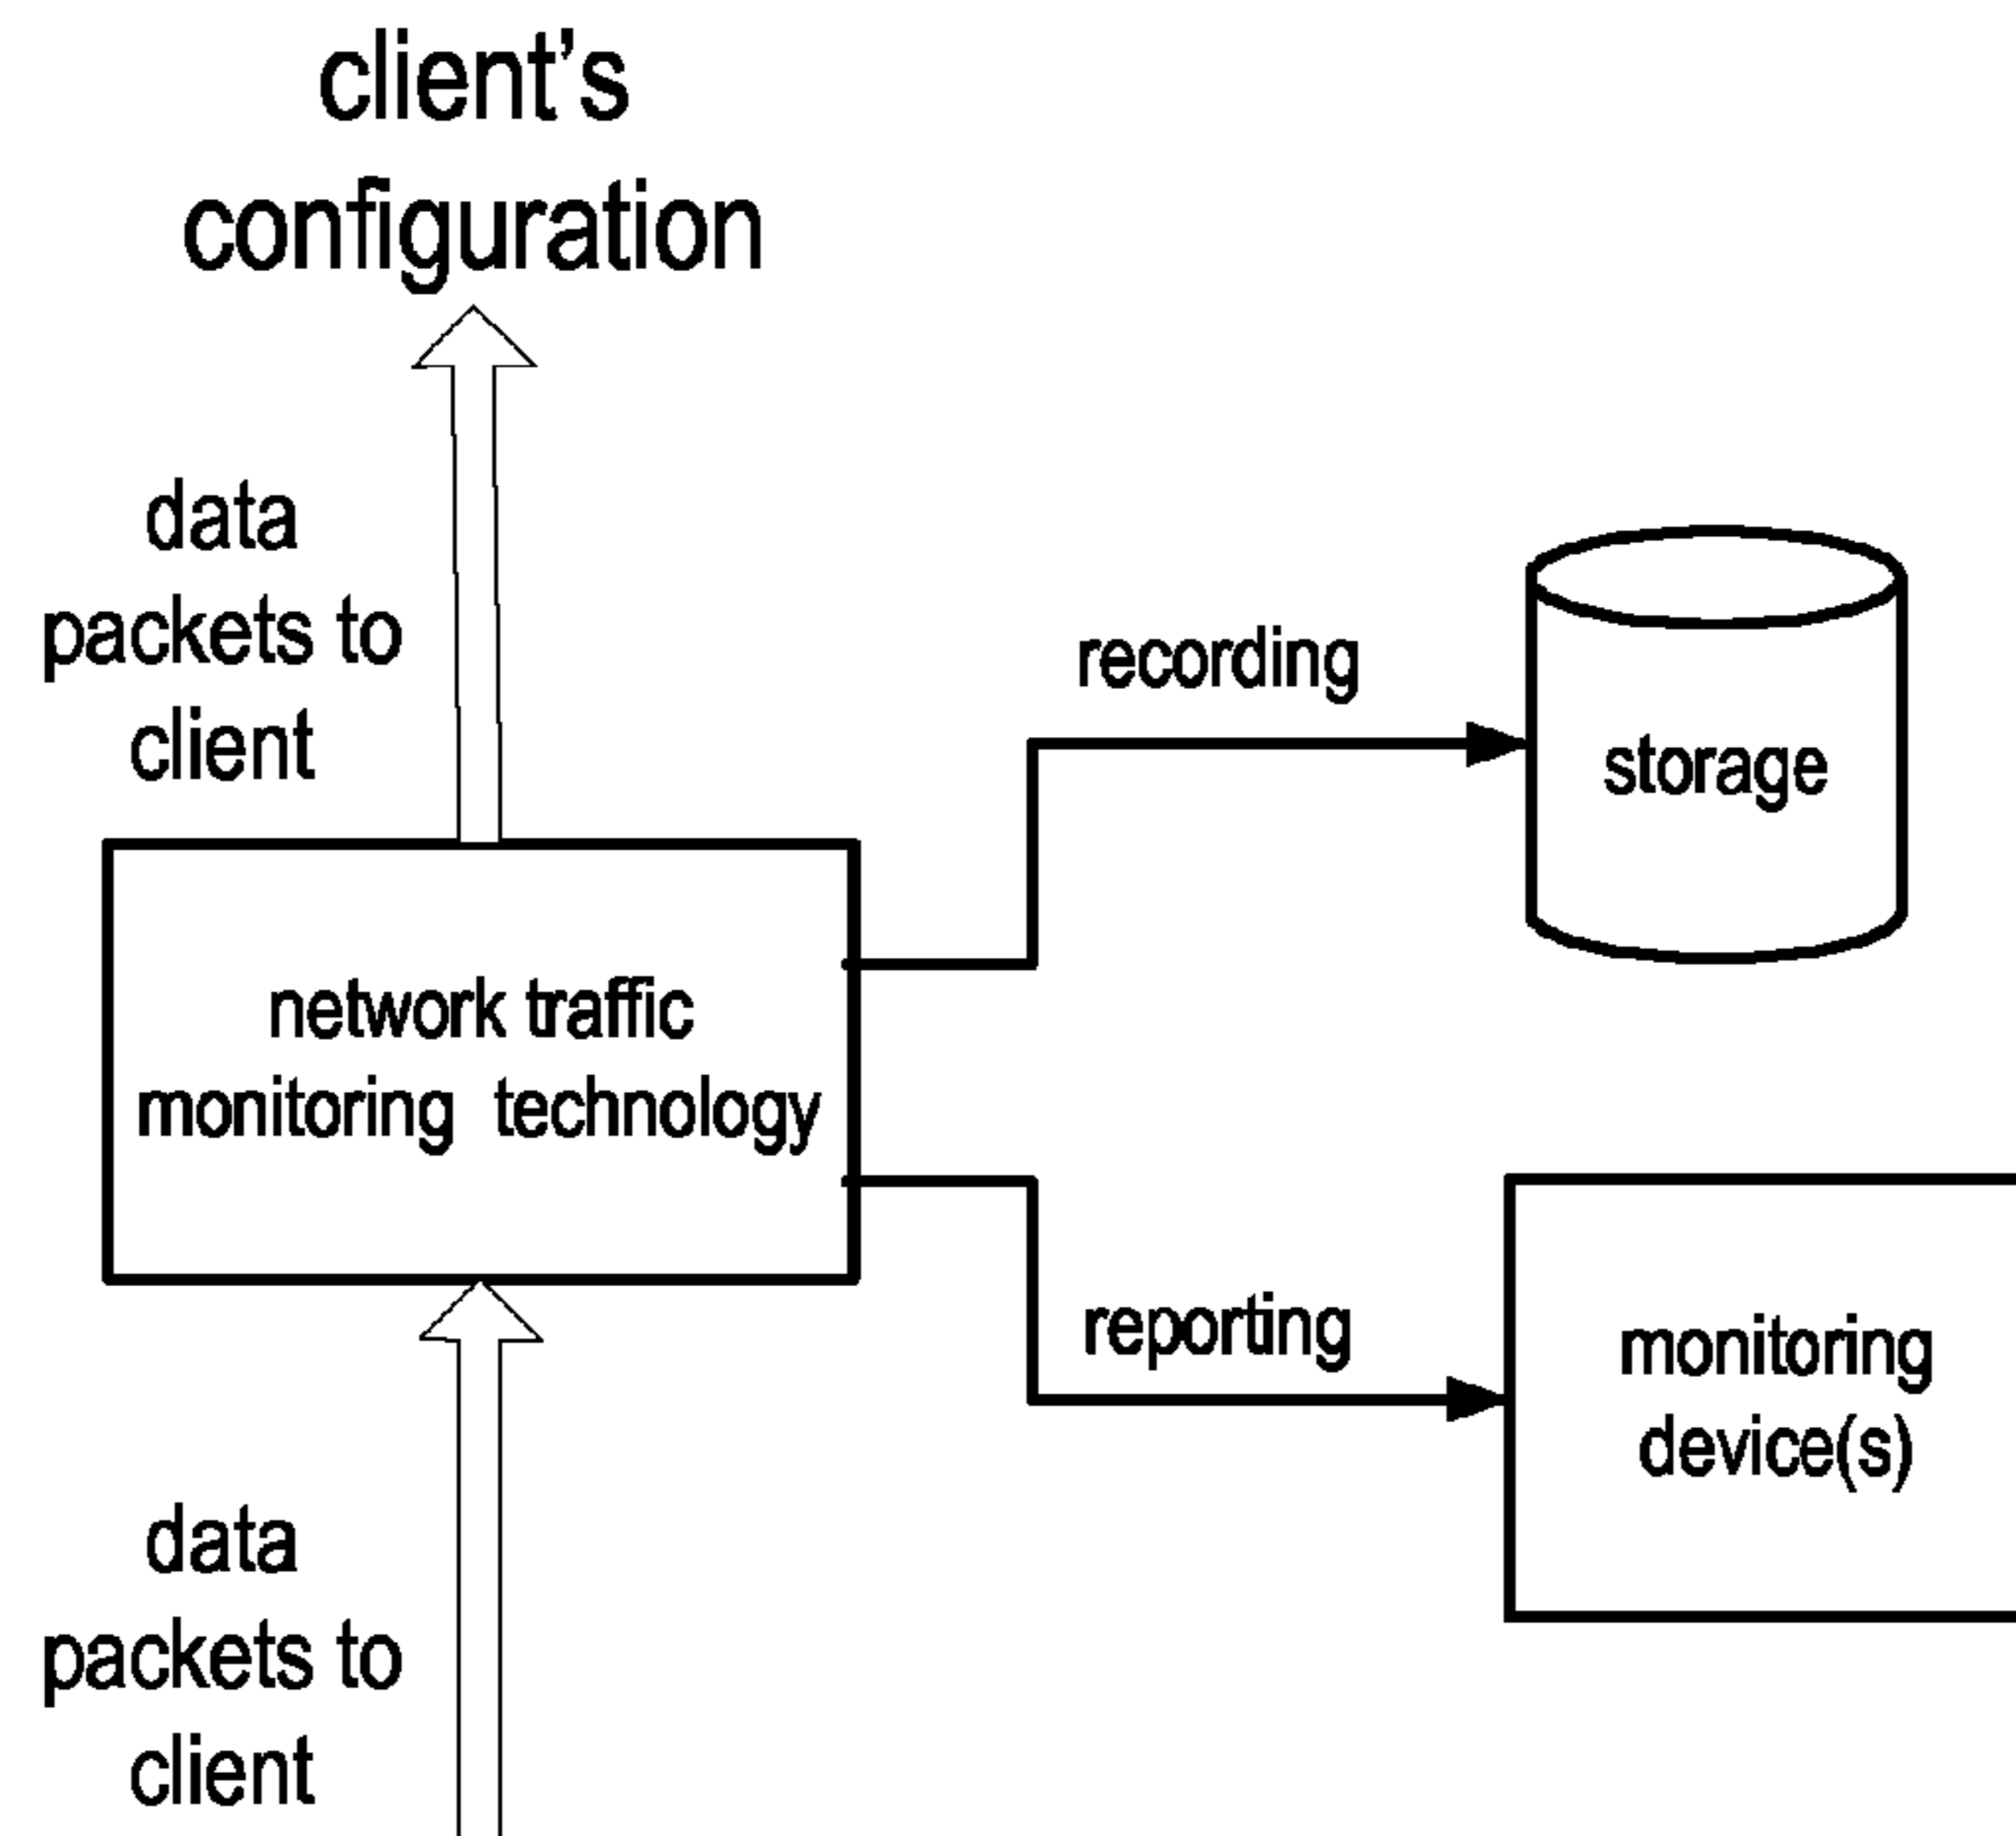 client's
configuration
data
packets to
client
recording
storage
network traffic
monitoring technology
reporting
monitoring
device(s)
data
packets to
client